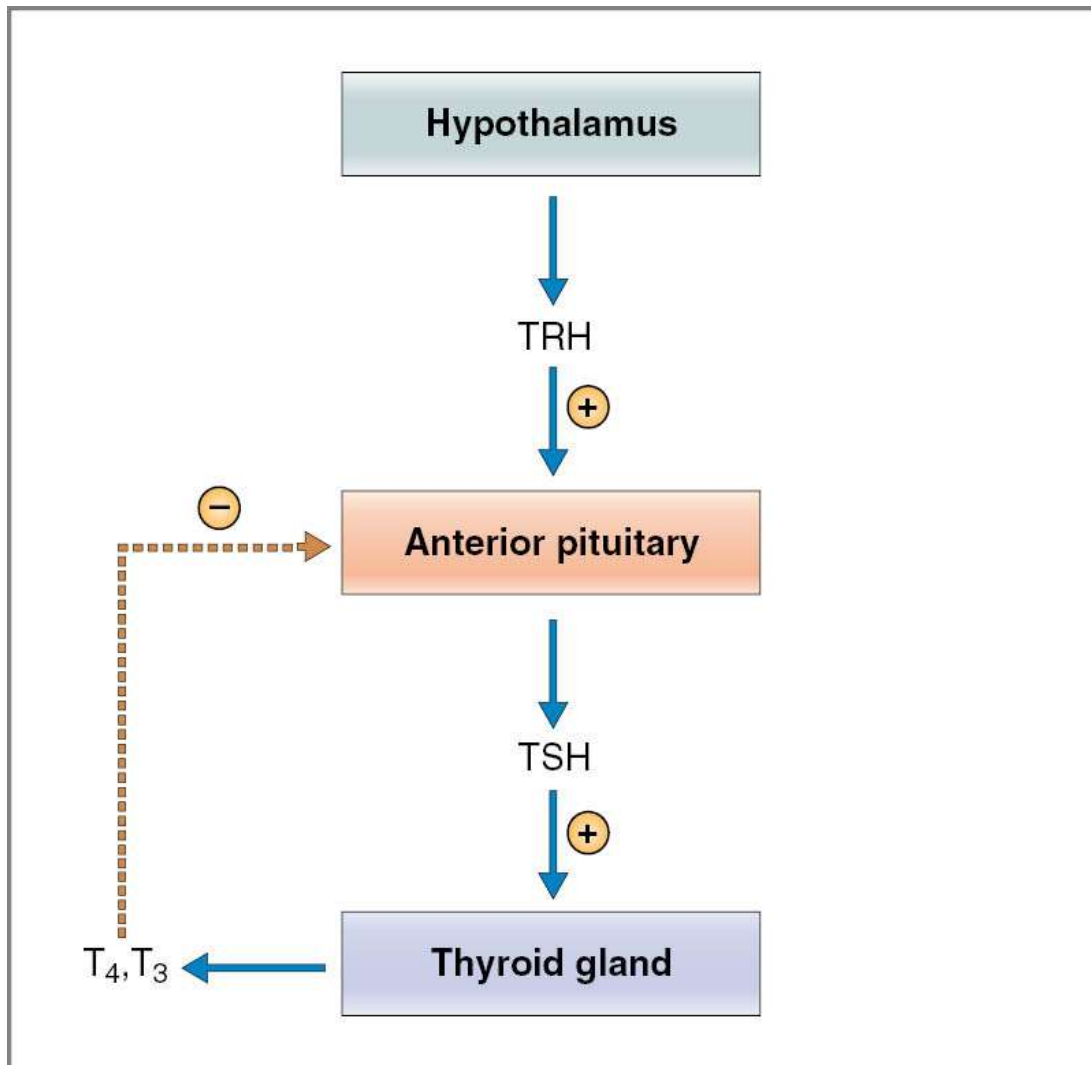 Hypothalamus
TRH
+
−
Anterior pituitary
TSH
+
Thyroid gland
T₄,T₃